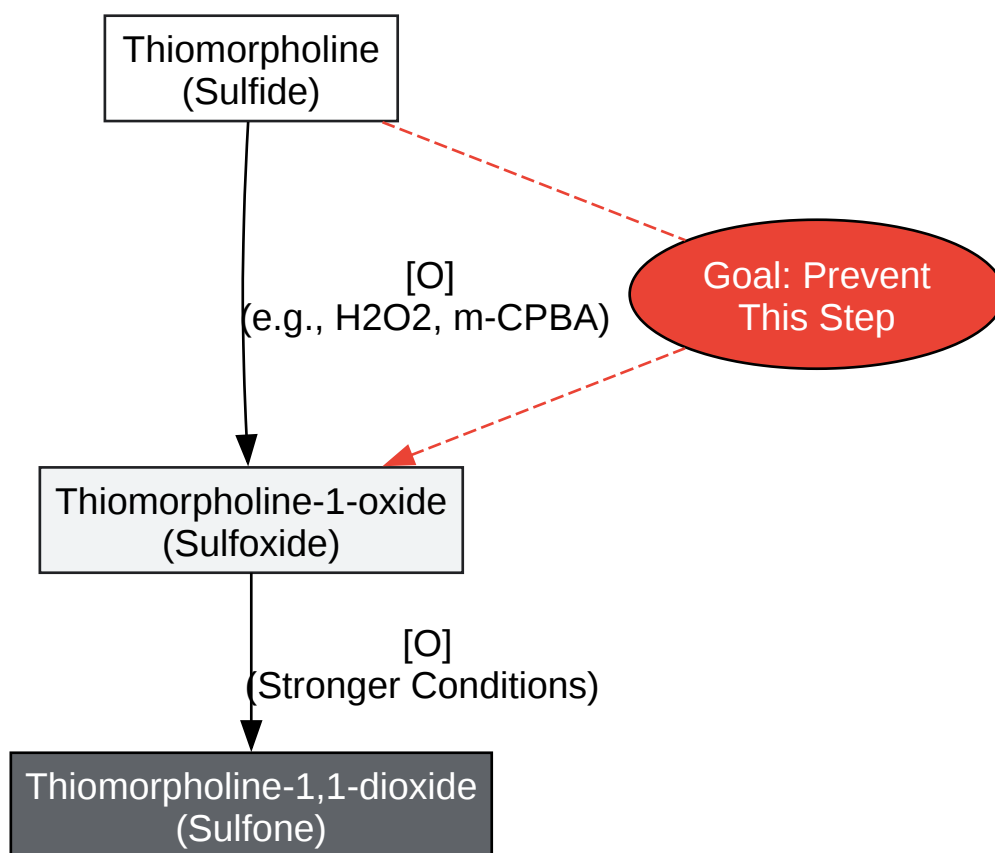 Thiomorpholine
(Sulfide)
[O]
(e.g., H2O2, m-CPBA)
Goal: Prevent
This Step
Thiomorpholine-1-oxide
(Sulfoxide)
[O]
(Stronger Conditions)
Thiomorpholine-1,1-dioxide
(Sulfone)